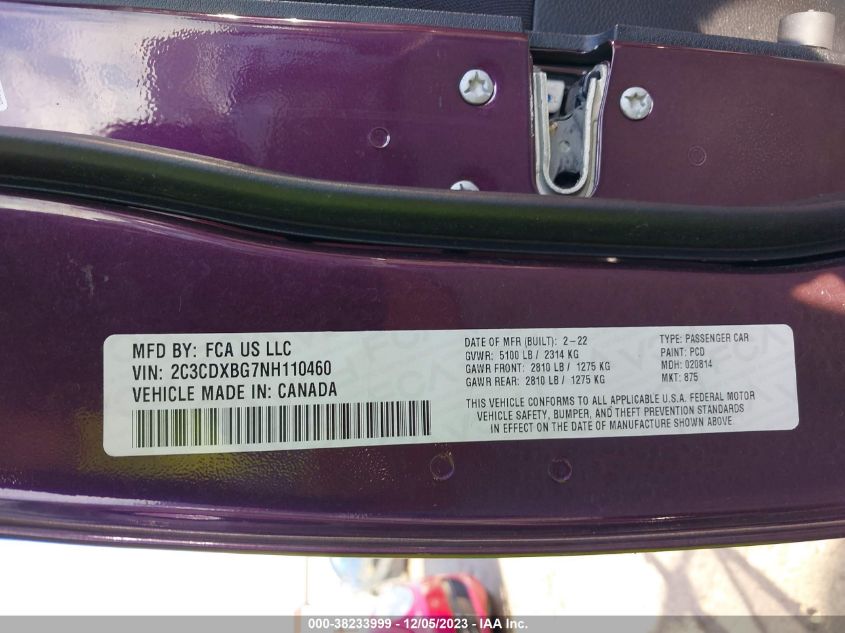 MFD BY: FCA US LLC
VIN: 2C3CDXBG7NH110460
VEHICLE MADE IN: CANADA
DATE OF MFR (BUILT): 2-22
GVWR: 5100 LB / 2314 KG
GAWR FRONT: 2810 LB / 1275 KG
GAWR REAR: 2810 LB / 1275 KG
TYPE: PASSENGER CAR
PAINT: PCD
MDH: 020814
MKT: 875
THIS VEHICLE CONFORMS TO ALL APPLICABLE U.S.A. FEDERAL MOTOR
VEHICLE SAFETY, BUMPER, AND THEFT PREVENTION STANDARDS
IN EFFECT ON THE DATE OF MANUFACTURE SHOWN ABOVE
000-38233999 - 12/05/2023 - IAA Inc.